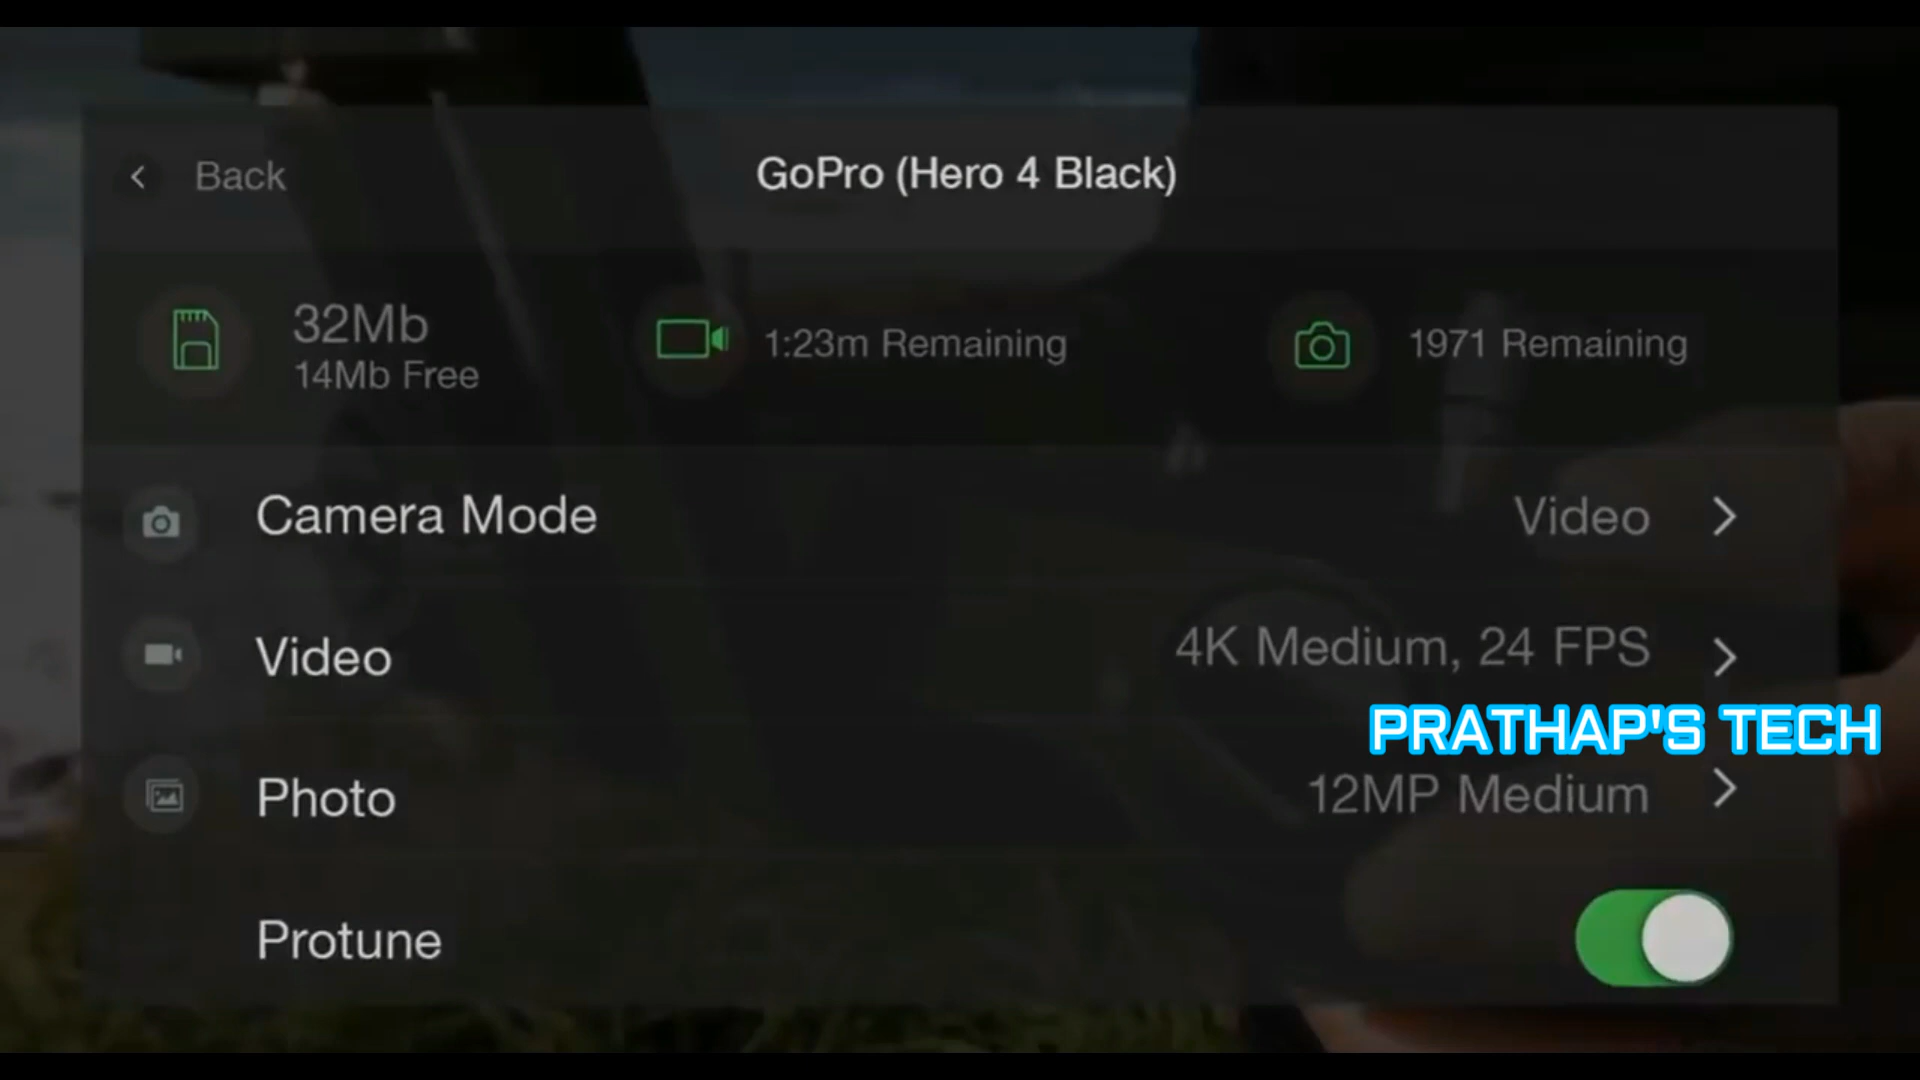 Back
GoPro (Hero 4 Black)
32Mb
14Mb Free
1:23m Remaining
1971 Remaining
Camera Mode
Video
Video
4K Medium, 24 FPS
PRATHAP'S TECH
Photo
12MP Medium
Protune